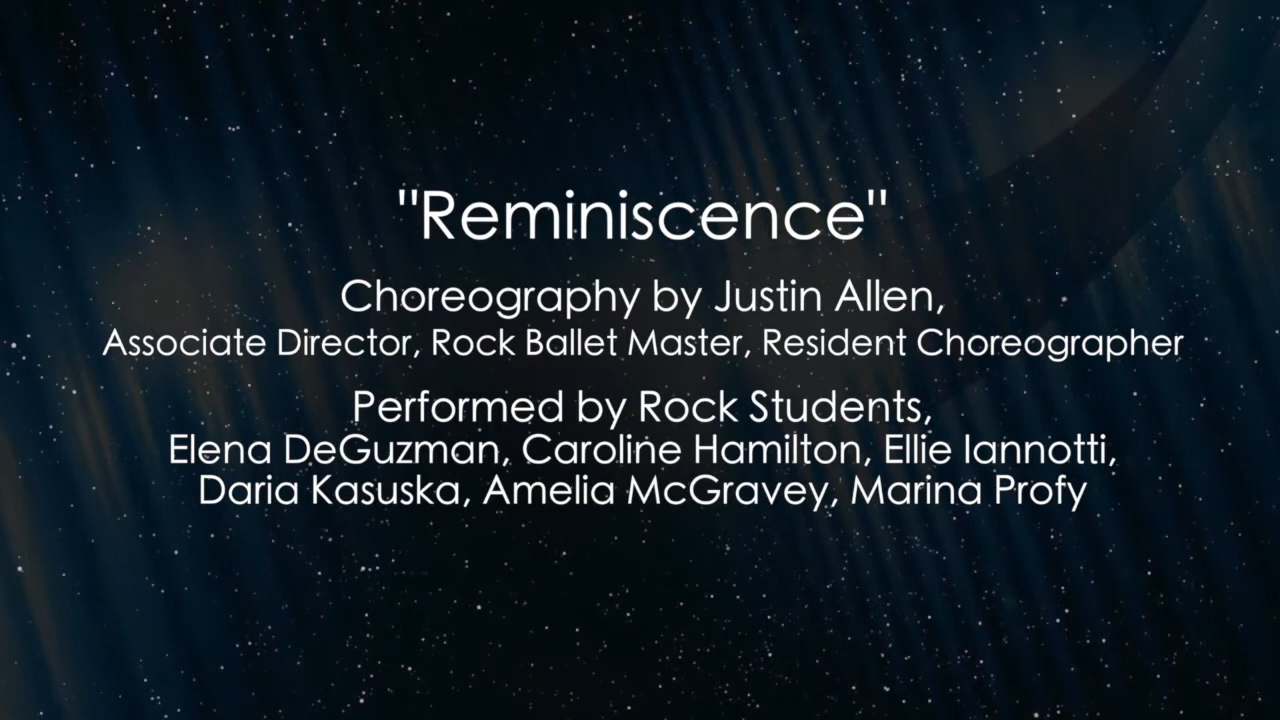 "Reminiscence"
Choreography by Justin Allen,
Associate Director, Rock Ballet Master, Resident Choreographer
Performed by Rock Students,
Elena DeGuzman, Caroline Hamilton, Ellie Iannotti,
Daria Kasuska, Amelia McGravey, Marina Profy